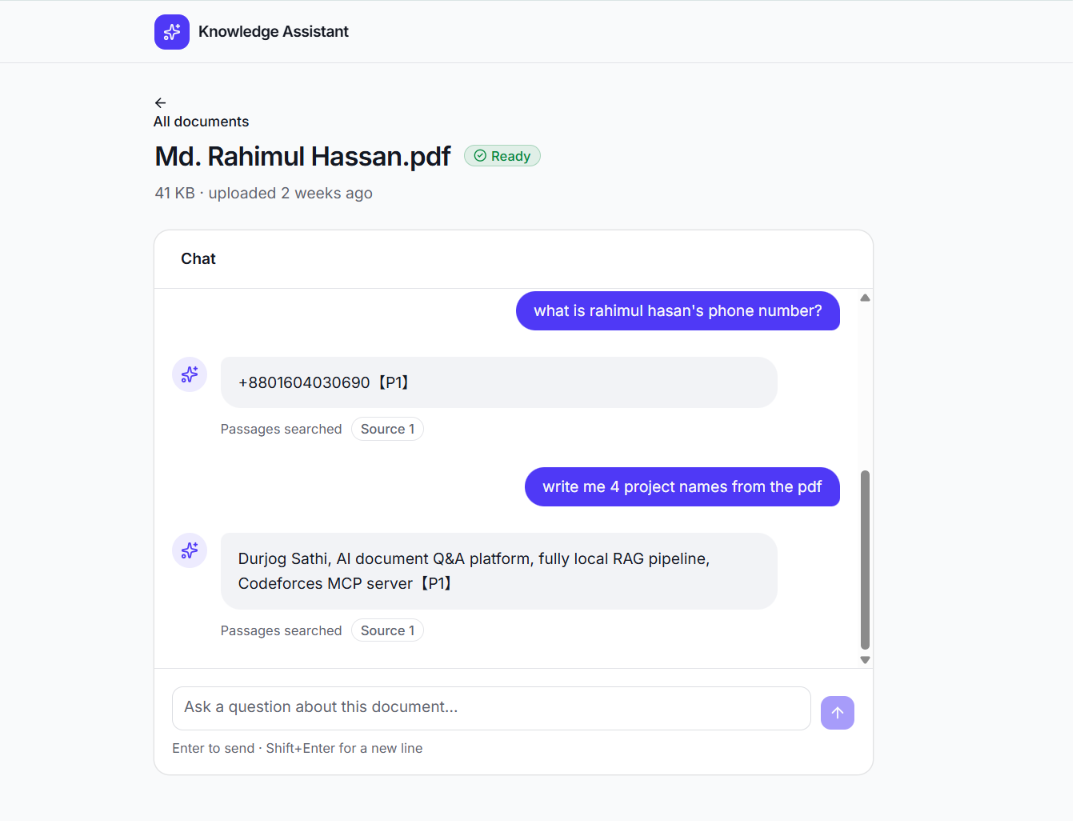 Knowledge Assistant
←
All documents
Md. Rahimul Hassan.pdf
Ready
41 KB · uploaded 2 weeks ago
Chat
what is rahimul hasan's phone number?
+8801604030690【P1】
Passages searched Source 1
write me 4 project names from the pdf
Durjog Sathi, AI document Q&A platform, fully local RAG pipeline,
Codeforces MCP server【P1】
Passages searched Source 1
Ask a question about this document...
Enter to send · Shift+Enter for a new line